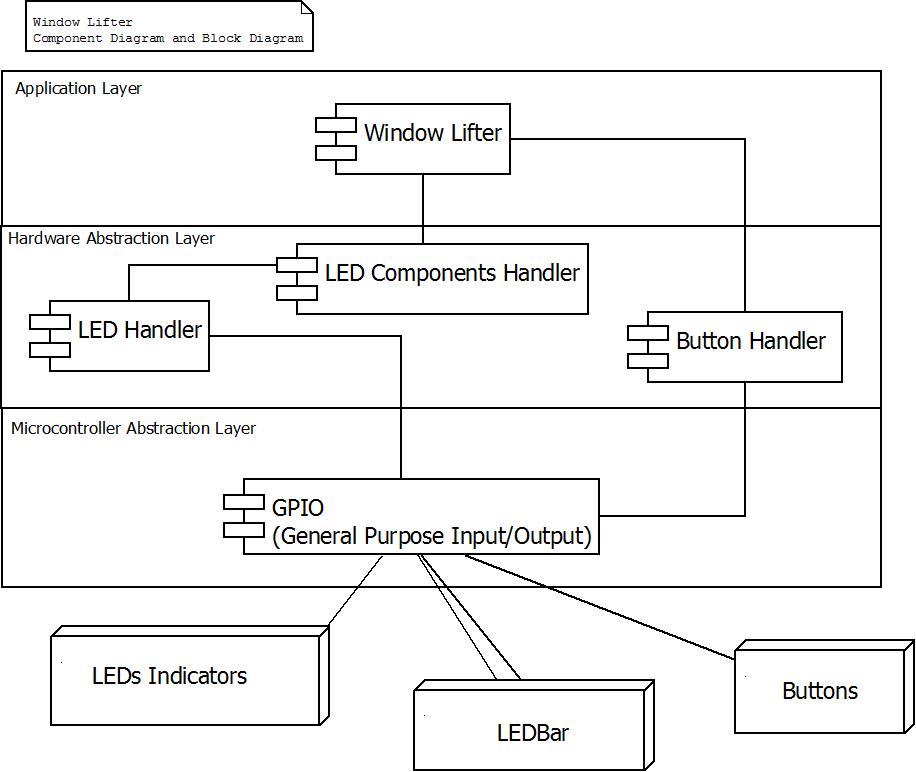 Window Lifter
Component Diagram and Block Diagram
Application Layer
Window Lifter
Hardware Abstraction Layer
LED Components Handler
LED Handler
Button Handler
Microcontroller Abstraction Layer
GPIO
(General Purpose Input/Output)
LEDs Indicators
LEDBar
Buttons